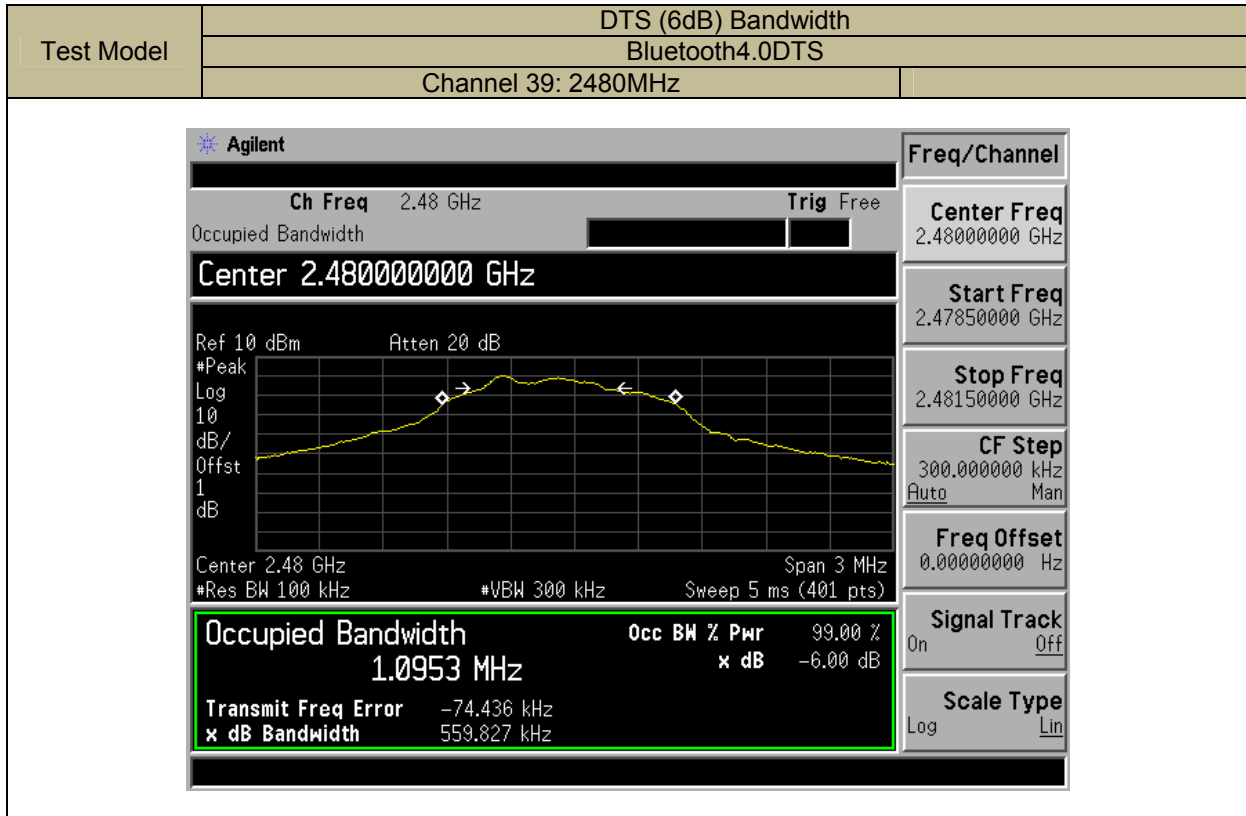 Test Model
DTS (6dB) Bandwidth
Bluetooth4.0DTS
Channel 39: 2480MHz
Agilent
Ch Freq 2.48 GHz Trig Free
Occupied Bandwidth
Center 2.480000000 GHz
Ref 10 dBm Atten 20 dB
#Peak
Log
10
dB/
Offst
1
dB
Center 2.48 GHz Span 3 MHz
#Res BW 100 kHz #VBW 300 kHz Sweep 5 ms (401 pts)
Occupied Bandwidth Occ BW % Pwr 99.00 %
1.0953 MHz x dB -6.00 dB
Transmit Freq Error -74.436 kHz
x dB Bandwidth 559.827 kHz
Freq/Channel
Center Freq
2.48000000 GHz
Start Freq
2.47850000 GHz
Stop Freq
2.48150000 GHz
CF Step
300.000000 kHz
Auto Man
Freq Offset
0.00000000 Hz
Signal Track
On Off
Scale Type
Log Lin